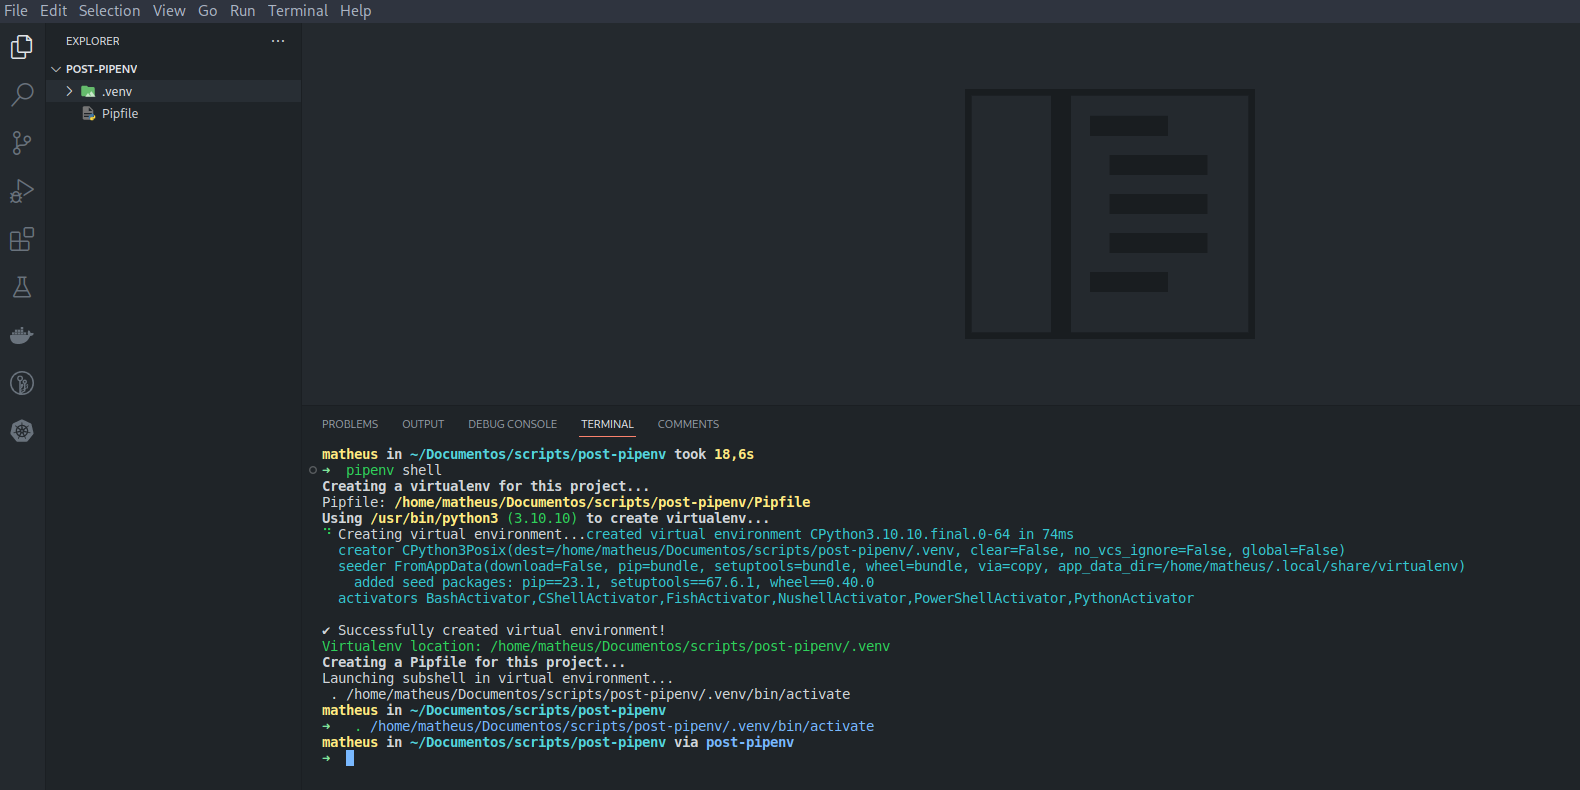 File Edit Selection View Go Run Terminal Help
EXPLORER ···
POST-PIPENV
.venv
Pipfile
PROBLEMS OUTPUT DEBUG CONSOLE TERMINAL COMMENTS
matheus in ~/Documentos/scripts/post-pipenv took 18,6s
➜ pipenv shell
Creating a virtualenv for this project...
Pipfile: /home/matheus/Documentos/scripts/post-pipenv/Pipfile
Using /usr/bin/python3 (3.10.10) to create virtualenv...
⠙ Creating virtual environment...created virtual environment CPython3.10.10.final.0-64 in 74ms
creator CPython3Posix(dest=/home/matheus/Documentos/scripts/post-pipenv/.venv, clear=False, no_vcs_ignore=False, global=False)
seeder FromAppData(download=False, pip=bundle, setuptools=bundle, wheel=bundle, via=copy, app_data_dir=/home/matheus/.local/share/virtualenv)
added seed packages: pip==23.1, setuptools==67.6.1, wheel==0.40.0
activators BashActivator,CShellActivator,FishActivator,NushellActivator,PowerShellActivator,PythonActivator
✔ Successfully created virtual environment!
Virtualenv location: /home/matheus/Documentos/scripts/post-pipenv/.venv
Creating a Pipfile for this project...
Launching subshell in virtual environment...
. /home/matheus/Documentos/scripts/post-pipenv/.venv/bin/activate
matheus in ~/Documentos/scripts/post-pipenv
➜ . /home/matheus/Documentos/scripts/post-pipenv/.venv/bin/activate
matheus in ~/Documentos/scripts/post-pipenv via post-pipenv
➜